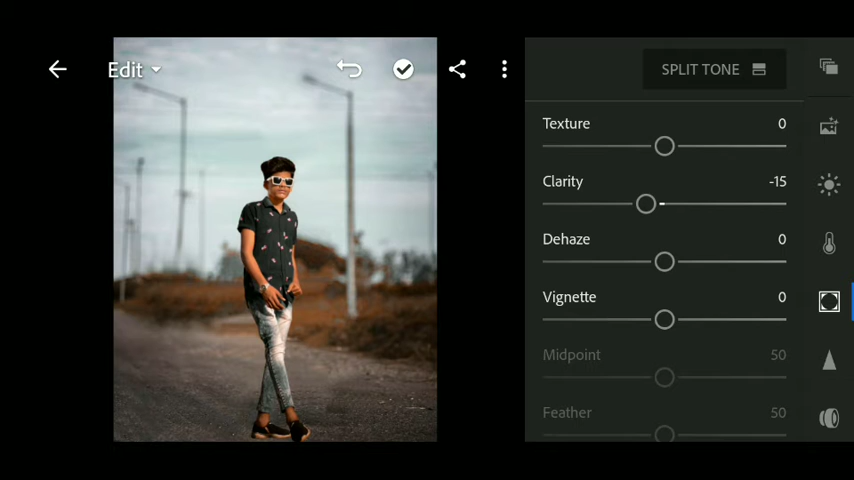 Edit
SPLIT TONE
Texture 0
Clarity -15
Dehaze 0
Vignette 0
Midpoint 50
Feather 50